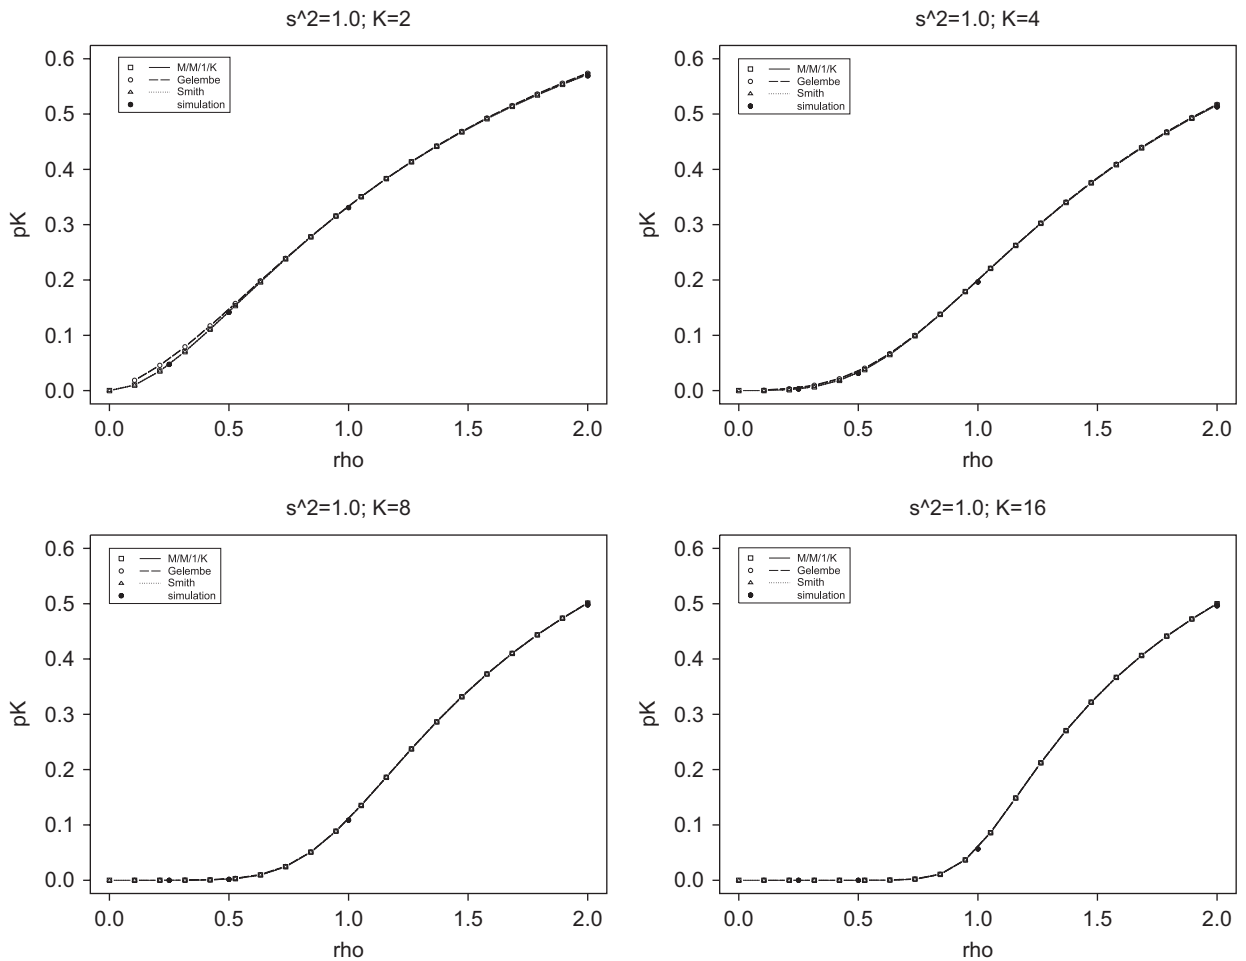 s^2=1.0; K=2
pK
0.6
0.5
0.4
0.3
0.2
0.1
0.0
M/M/1/K
Gelembe
Smith
simulation
0.0 0.5 1.0 1.5 2.0
rho
s^2=1.0; K=4
pK
0.6
0.5
0.4
0.3
0.2
0.1
0.0
M/M/1/K
Gelembe
Smith
simulation
0.0 0.5 1.0 1.5 2.0
rho
s^2=1.0; K=8
pK
0.6
0.5
0.4
0.3
0.2
0.1
0.0
M/M/1/K
Gelembe
Smith
simulation
0.0 0.5 1.0 1.5 2.0
rho
s^2=1.0; K=16
pK
0.6
0.5
0.4
0.3
0.2
0.1
0.0
M/M/1/K
Gelembe
Smith
simulation
0.0 0.5 1.0 1.5 2.0
rho